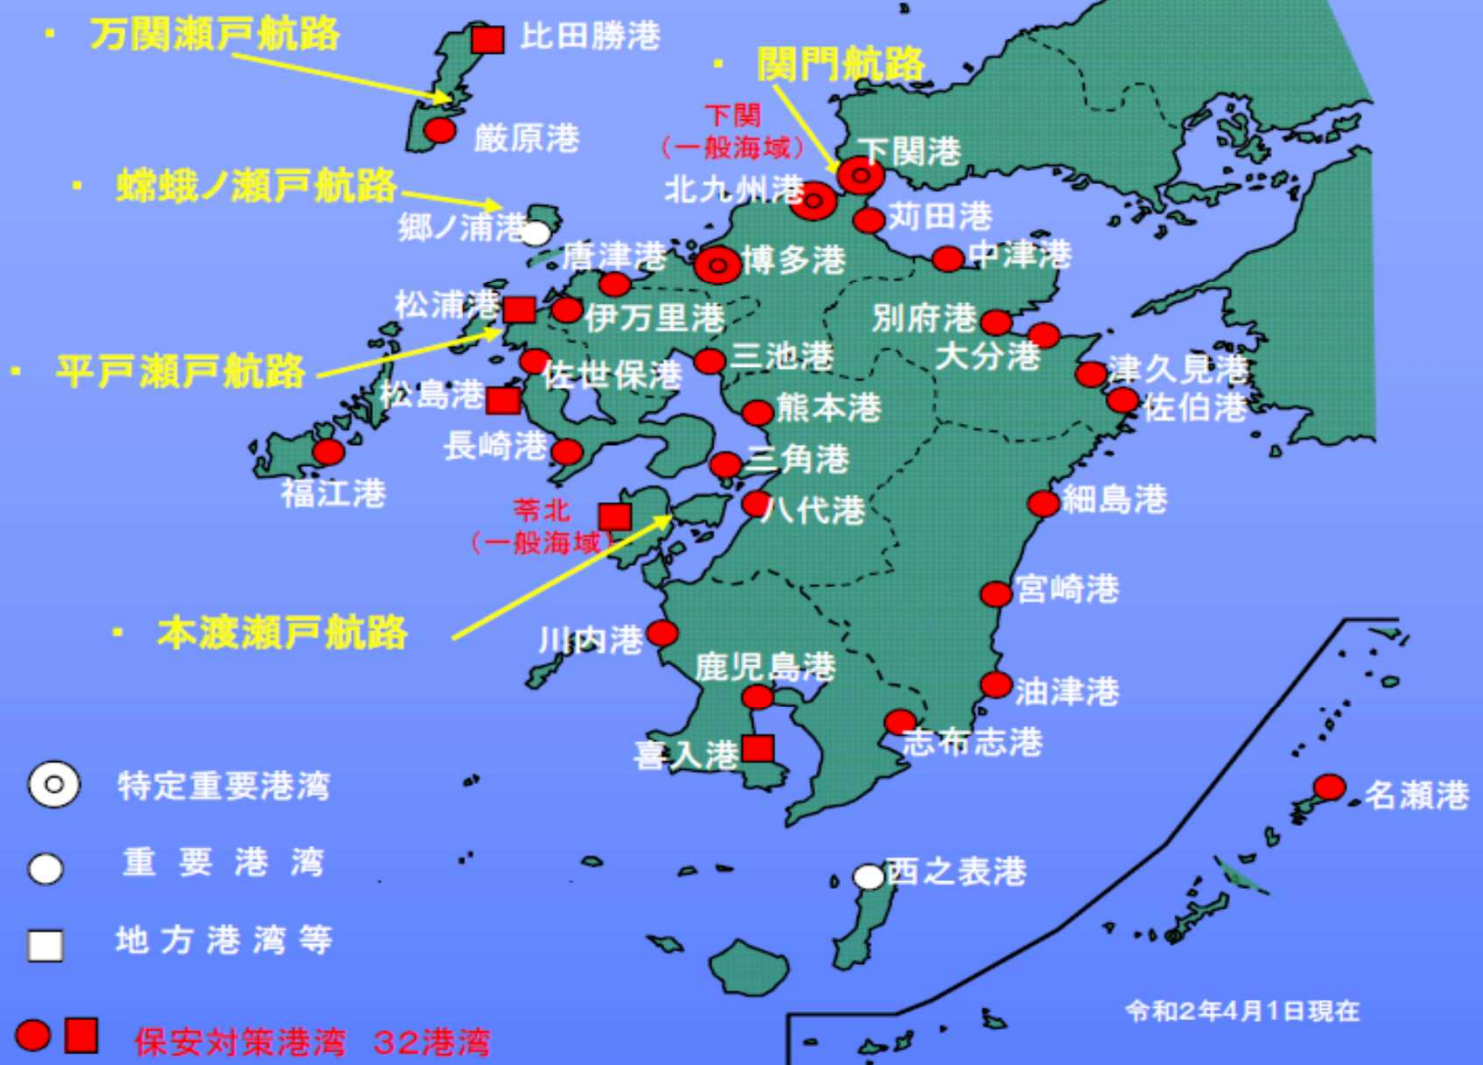 ・ 万関瀬戸航路
比田勝港
・ 関門航路
厳原港
下関
（一般海域）
下関港
・ 蠑蛾ノ瀬戸航路
北九州港
郷ノ浦港
苅田港
唐津港
博多港
中津港
松浦港
伊万里港
別府港
・ 平戸瀬戸航路
佐世保港
三池港
大分港
津久見港
松島港
熊本港
佐伯港
長崎港
三角港
福江港
苓北
（一般海域）
八代港
細島港
宮崎港
・ 本渡瀬戸航路
川内港
鹿児島港
油津港
喜入港
志布志港
特定重要港湾
名瀬港
重要港湾
西之表港
地方港湾等
令和2年4月1日現在
保安対策港湾 32港湾